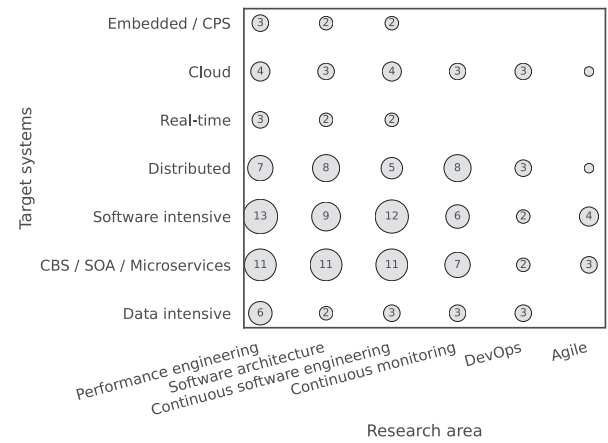 Target systems
Embedded / CPS 3 2 2
Cloud 4 3 4 3 3
Real-time 3 2 2
Distributed 7 8 5 8 3
Software intensive 13 9 12 6 2 4
CBS / SOA / Microservices 11 11 11 7 2 3
Data intensive 6 2 3 3 3
Performance engineering
Software architecture
Continuous software engineering
Continuous monitoring
DevOps
Agile
Research area